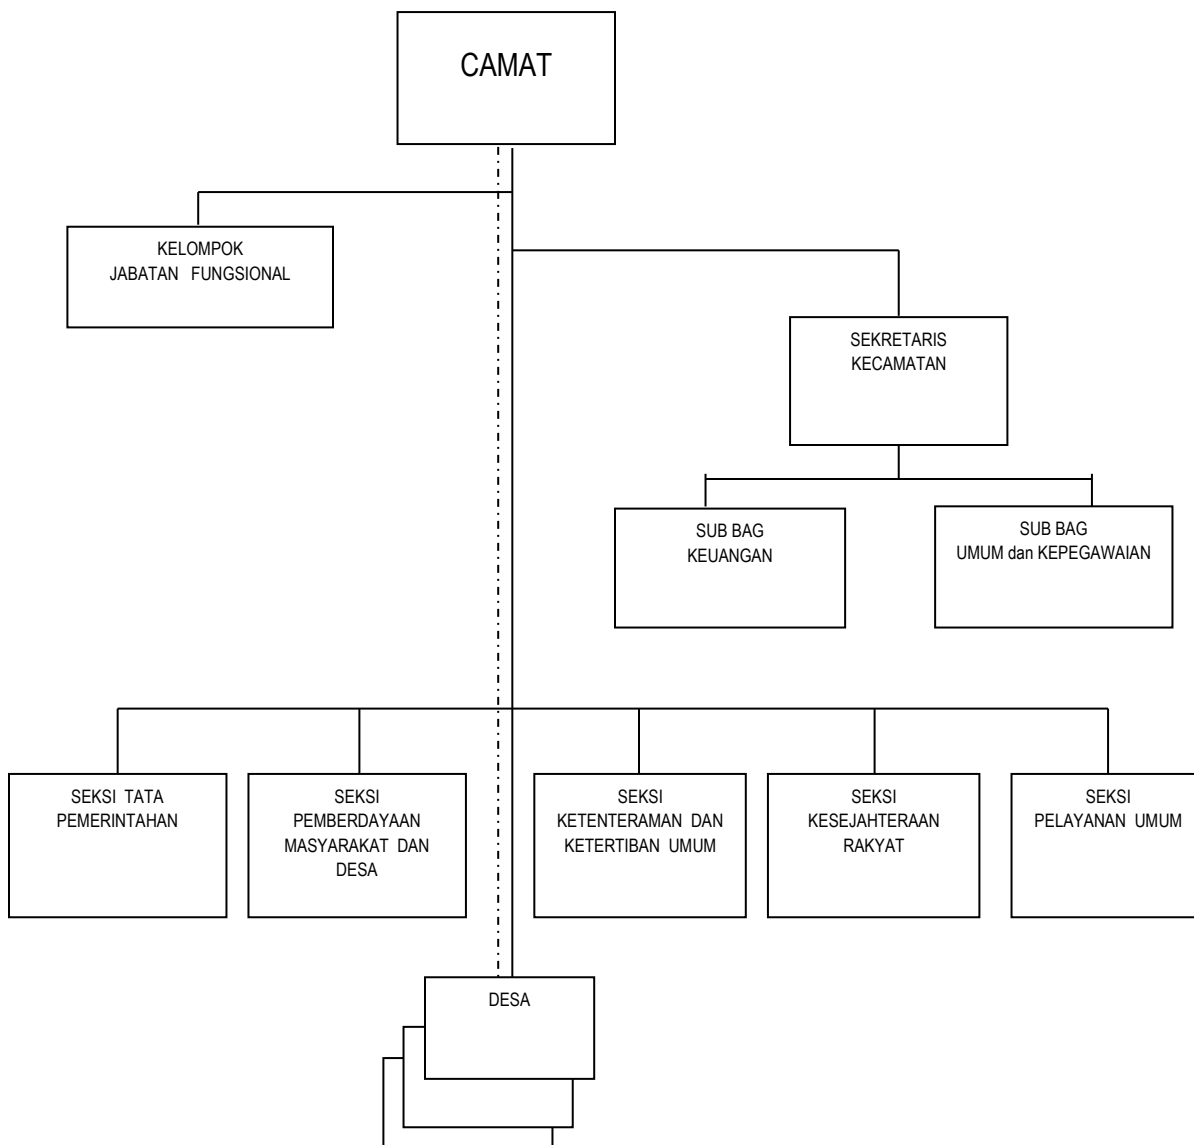 CAMAT
KELOMPOK
JABATAN FUNGSIONAL
SEKRETARIS
KECAMATAN
SUB BAG
KEUANGAN
SUB BAG
UMUM dan KEPEGAWAIAN
SEKSI TATA
PEMERINTAHAN
SEKSI
PEMBERDAYAAN
MASYARAKAT DAN
DESA
SEKSI
KETENTERAMAN DAN
KETERTIBAN UMUM
SEKSI
KESEJAHTERAAN
RAKYAT
SEKSI
PELAYANAN UMUM
DESA